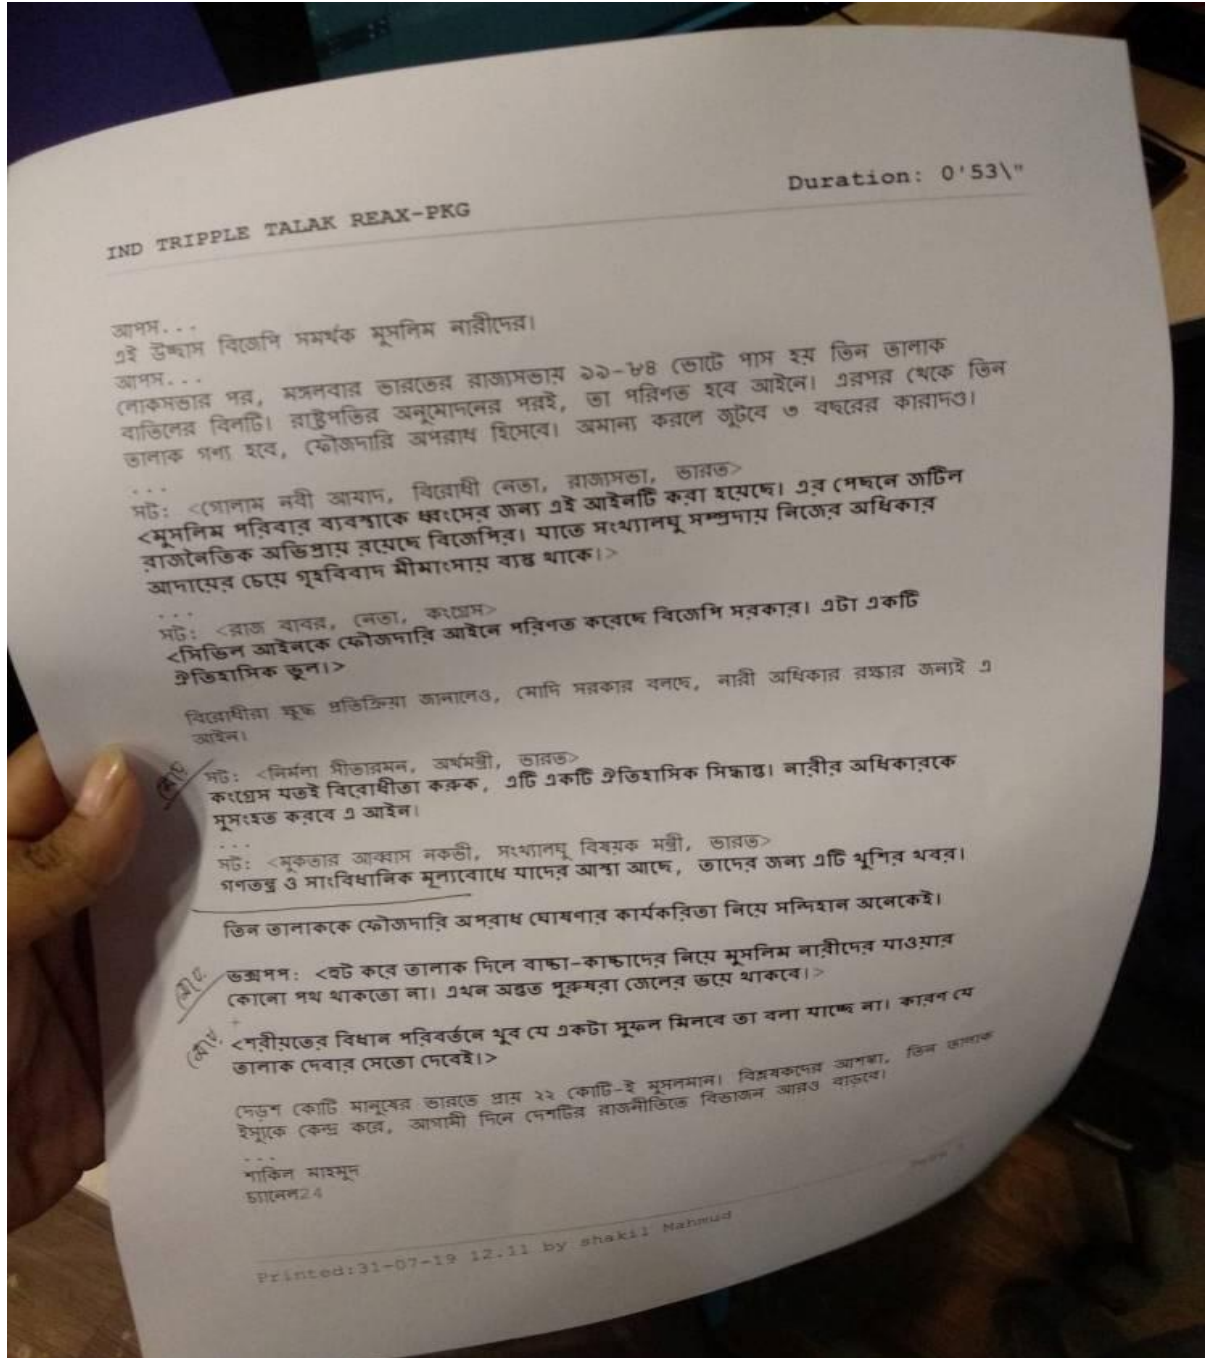 IND TRIPPLE TALAK REAX-PKG
Duration: 0'53\"
আপস...
এই উচ্ছাস বিজেপি সমর্থক মুসলিম নারীদের।
আপস...
লোকসভার পর, মঙ্গলবার ভারতের রাজ্যসভায় ৯৯-৮৪ ভোটে পাস হয় তিন তালাক
বাতিলের বিলটি। রাষ্ট্রপতির অনুমোদনের পরই, তা পরিণত হবে আইনে। এরপর থেকে তিন
তালাক গণ্য হবে, ফৌজদারি অপরাধ হিসেবে। অমান্য করলে জুটবে ৩ বছরের কারাদণ্ড।
...
সট: <গোলাম নবী আযাদ, বিরোধী নেতা, রাজ্যসভা, ভারত>
<মুসলিম পরিবার ব্যবস্থাকে ধ্বংসের জন্য এই আইনটি করা হয়েছে। এর পেছনে জটিল
রাজনৈতিক অভিপ্রায় রয়েছে বিজেপির। যাতে সংখ্যালঘু সম্প্রদায় নিজের অধিকার
আদায়ের চেয়ে গৃহবিবাদ মীমাংসায় ব্যস্ত থাকে।>
...
সট: <রাজ বাবর, নেতা, কংগ্রেস>
<সিভিল আইনকে ফৌজদারি আইনে পরিণত করেছে বিজেপি সরকার। এটা একটি
ঐতিহাসিক ভুল।>
বিরোধীরা ক্ষুব্ধ প্রতিক্রিয়া জানালেও, মোদি সরকার বলছে, নারী অধিকার রক্ষার জন্যই এ
আইন।
সট: <নির্মলা সীতারমন, অর্থমন্ত্রী, ভারত>
কংগ্রেস যতই বিরোধীতা করুক, এটি একটি ঐতিহাসিক সিদ্ধান্ত। নারীর অধিকারকে
সুসংহত করবে এ আইন।
...
সট: <মুকতার আব্বাস নকভী, সংখ্যালঘু বিষয়ক মন্ত্রী, ভারত>
গণতন্ত্র ও সাংবিধানিক মূল্যবোধে যাদের আস্থা আছে, তাদের জন্য এটি খুশির খবর।
তিন তালাককে ফৌজদারি অপরাধ ঘোষণার কার্যকরিতা নিয়ে সন্দিহান অনেকেই।
ভক্সপপ: <হুট করে তালাক দিলে বাচ্চা-কাচ্চাদের নিয়ে মুসলিম নারীদের যাওয়ার
কোনো পথ থাকতো না। এখন অন্তত পুরুষরা জেলের ভয়ে থাকবে।>
<শরীয়তের বিধান পরিবর্তনে খুব যে একটা সুফল মিলবে তা বলা যাচ্ছে না। কারণ যে
তালাক দেবার সেতো দেবেই।>
দেড়শ কোটি মানুষের ভারতে প্রায় ২২ কোটি-ই মুসলমান। বিশ্লষকদের আশঙ্কা, তিন তালাক
ইস্যুকে কেন্দ্র করে, আগামী দিনে দেশটির রাজনীতিতে বিভাজন আরও বাড়বে।
...
শাকিল মাহমুদ
চ্যানেল24
Printed:31-07-19 12.11 by shakil Mahmud